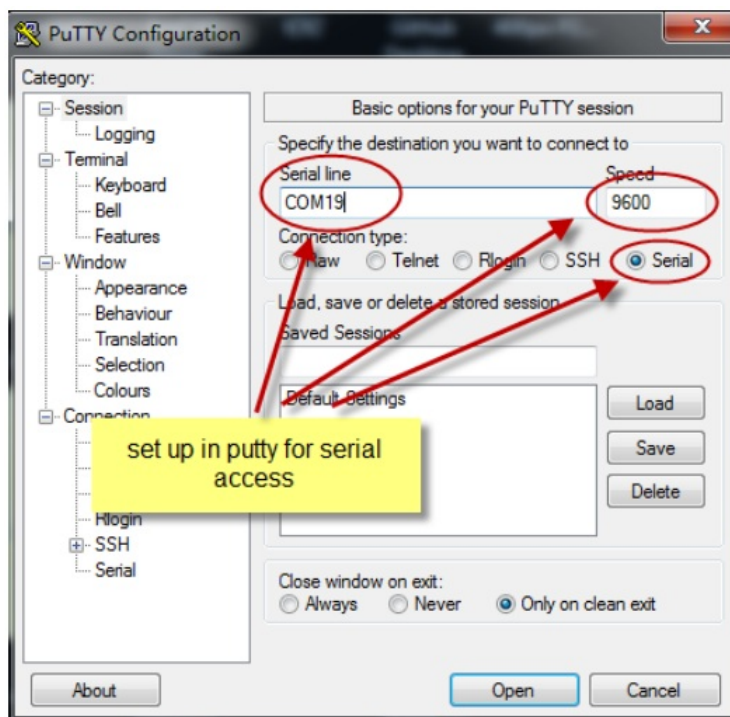 PuTTY Configuration
Category:
Session
Logging
Terminal
Keyboard
Bell
Features
Window
Appearance
Behaviour
Translation
Selection
Colours
Connection
Rlogin
SSH
Serial
Basic options for your PuTTY session
Specify the destination you want to connect to
Serial line Speed
COM19 9600
Connection type:
Raw Telnet Rlogin SSH Serial
Load, save or delete a stored session
Saved Sessions
Default Settings
Load
Save
Delete
set up in putty for serial
access
Close window on exit:
Always Never Only on clean exit
About Open Cancel